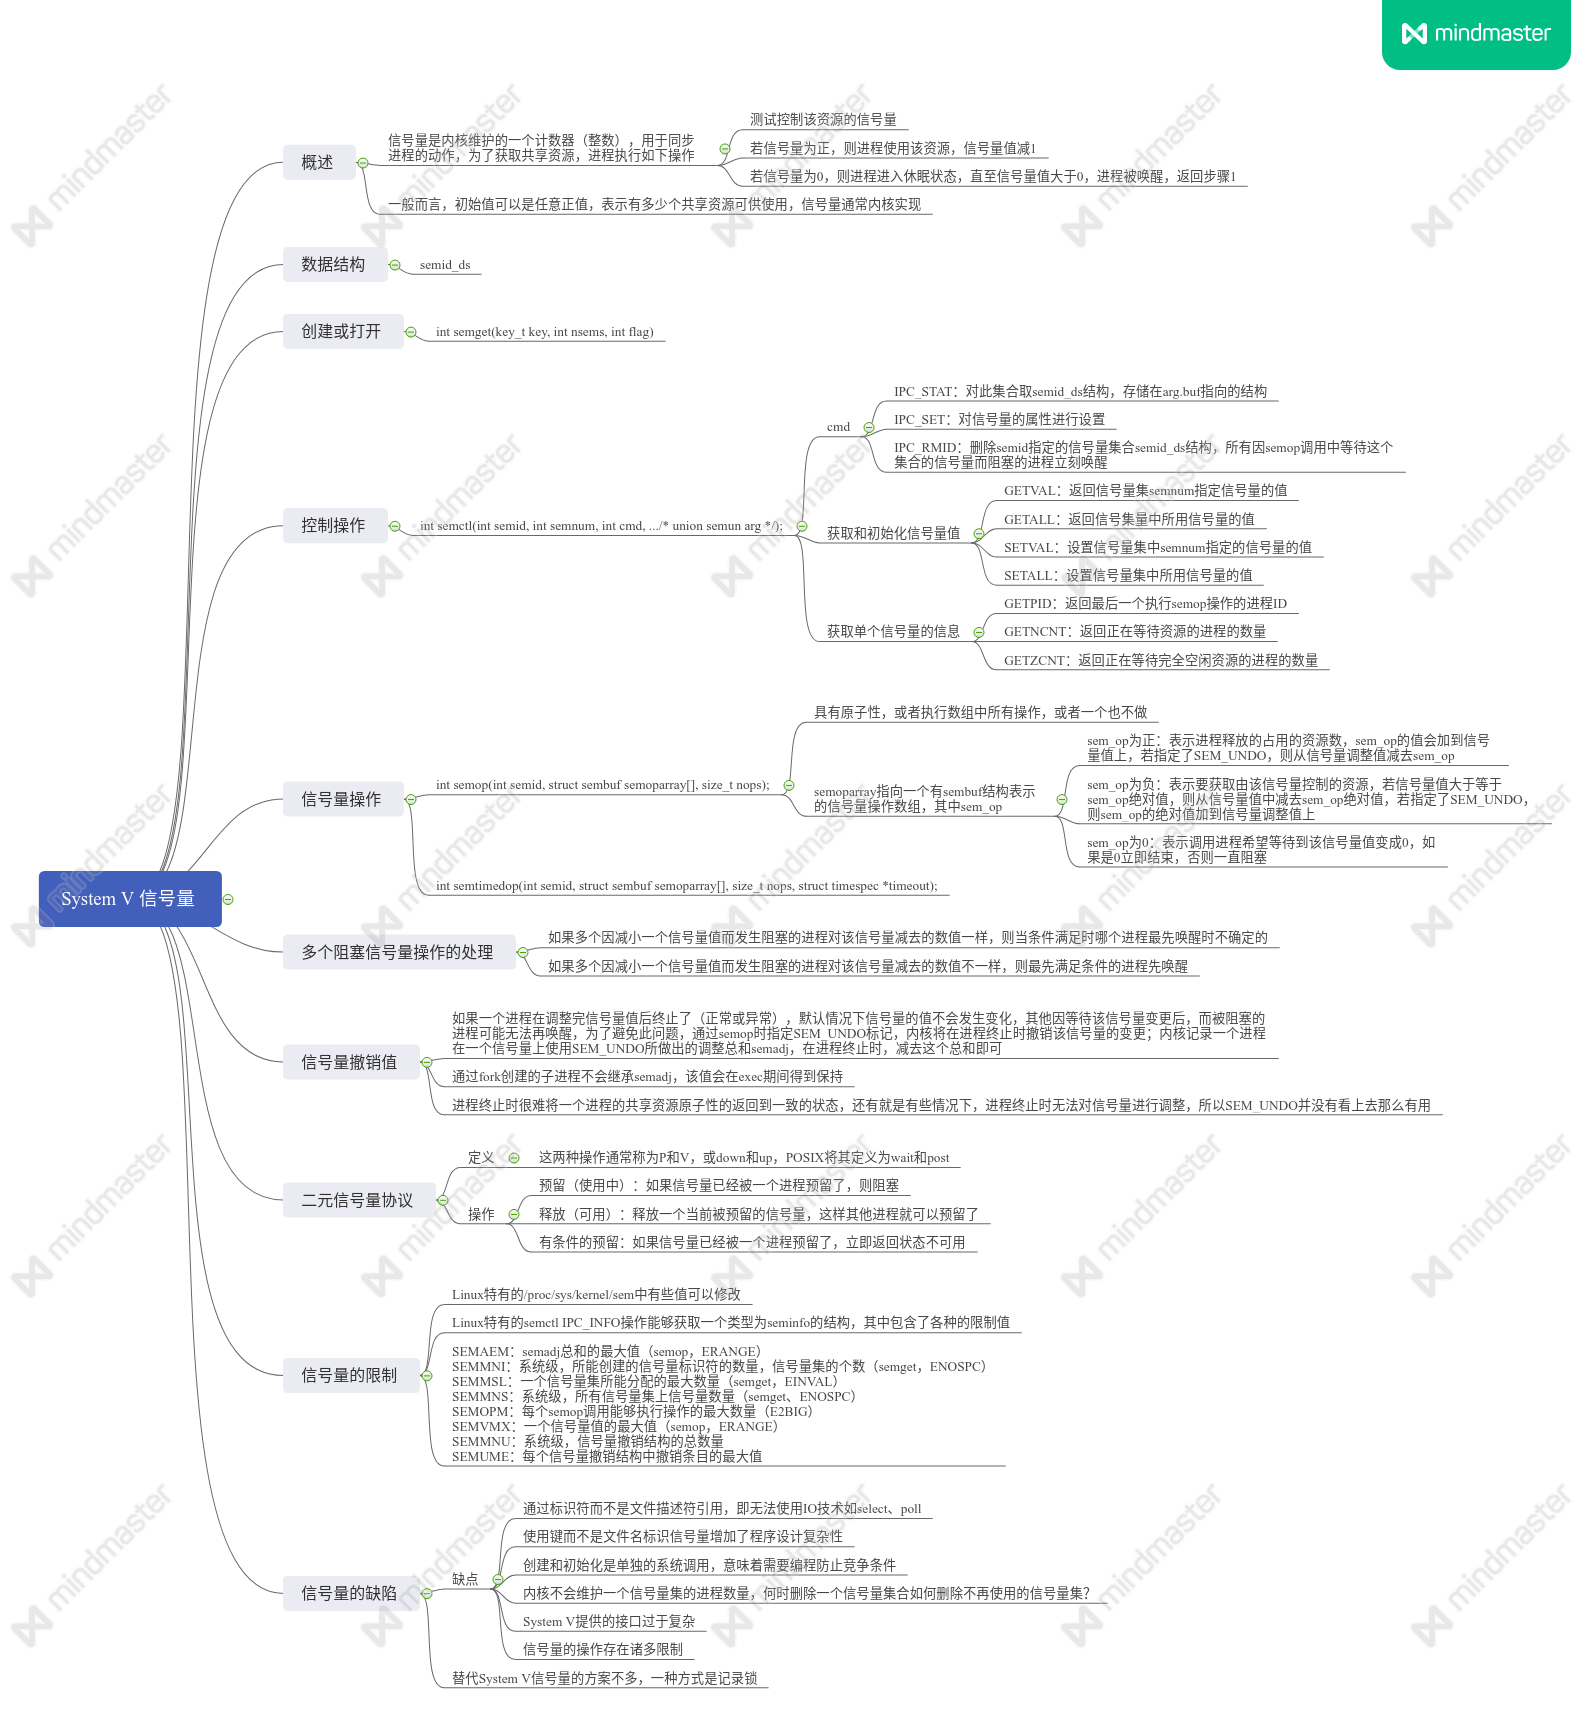 mindmaster
System V 信号量
概述
信号量是内核维护的一个计数器（整数），用于同步
进程的动作，为了获取共享资源，进程执行如下操作
测试控制该资源的信号量
若信号量为正，则进程使用该资源，信号量值减1
若信号量为0，则进程进入休眠状态，直至信号量值大于0，进程被唤醒，返回步骤1
一般而言，初始值可以是任意正值，表示有多少个共享资源可供使用，信号量通常内核实现
数据结构
semid_ds
创建或打开
int semget(key_t key, int nsems, int flag)
控制操作
int semctl(int semid, int semnum, int cmd, .../* union semun arg */);
cmd
IPC_STAT：对此集合取semid_ds结构，存储在arg.buf指向的结构
IPC_SET：对信号量的属性进行设置
IPC_RMID：删除semid指定的信号量集合semid_ds结构，所有因semop调用中等待这个
集合的信号量而阻塞的进程立刻唤醒
获取和初始化信号量值
GETVAL：返回信号量集semnum指定信号量的值
GETALL：返回信号集量中所用信号量的值
SETVAL：设置信号量集中semnum指定的信号量的值
SETALL：设置信号量集中所用信号量的值
获取单个信号量的信息
GETPID：返回最后一个执行semop操作的进程ID
GETNCNT：返回正在等待资源的进程的数量
GETZCNT：返回正在等待完全空闲资源的进程的数量
信号量操作
int semop(int semid, struct sembuf semoparray[], size_t nops);
具有原子性，或者执行数组中所有操作，或者一个也不做
semoparray指向一个有sembuf结构表示
的信号量操作数组，其中sem_op
sem_op为正：表示进程释放的占用的资源数，sem_op的值会加到信号
量值上，若指定了SEM_UNDO，则从信号量调整值减去sem_op
sem_op为负：表示要获取由该信号量控制的资源，若信号量值大于等于
sem_op绝对值，则从信号量值中减去sem_op绝对值，若指定了SEM_UNDO，
则sem_op的绝对值加到信号量调整值上
sem_op为0：表示调用进程希望等待到该信号量值变成0，如
果是0立即结束，否则一直阻塞
int semtimedop(int semid, struct sembuf semoparray[], size_t nops, struct timespec *timeout);
多个阻塞信号量操作的处理
如果多个因减小一个信号量值而发生阻塞的进程对该信号量减去的数值一样，则当条件满足时哪个进程最先唤醒时不确定的
如果多个因减小一个信号量值而发生阻塞的进程对该信号量减去的数值不一样，则最先满足条件的进程先唤醒
信号量撤销值
如果一个进程在调整完信号量值后终止了（正常或异常），默认情况下信号量的值不会发生变化，其他因等待该信号量变更后，而被阻塞的
进程可能无法再唤醒，为了避免此问题，通过semop时指定SEM_UNDO标记，内核将在进程终止时撤销该信号量的变更；内核记录一个进程
在一个信号量上使用SEM_UNDO所做出的调整总和semadj，在进程终止时，减去这个总和即可
通过fork创建的子进程不会继承semadj，该值会在exec期间得到保持
进程终止时很难将一个进程的共享资源原子性的返回到一致的状态，还有就是有些情况下，进程终止时无法对信号量进行调整，所以SEM_UNDO并没有看上去那么有用
二元信号量协议
定义
这两种操作通常称为P和V，或down和up，POSIX将其定义为wait和post
操作
预留（使用中）：如果信号量已经被一个进程预留了，则阻塞
释放（可用）：释放一个当前被预留的信号量，这样其他进程就可以预留了
有条件的预留：如果信号量已经被一个进程预留了，立即返回状态不可用
信号量的限制
Linux特有的/proc/sys/kernel/sem中有些值可以修改
Linux特有的semctl IPC_INFO操作能够获取一个类型为seminfo的结构，其中包含了各种的限制值
SEMAEM：semadj总和的最大值（semop，ERANGE）
SEMMNI：系统级，所能创建的信号量标识符的数量，信号量集的个数（semget，ENOSPC）
SEMMSL：一个信号量集所能分配的最大数量（semget，EINVAL）
SEMMNS：系统级，所有信号量集上信号量数量（semget、ENOSPC）
SEMOPM：每个semop调用能够执行操作的最大数量（E2BIG）
SEMVMX：一个信号量值的最大值（semop，ERANGE）
SEMMNU：系统级，信号量撤销结构的总数量
SEMUME：每个信号量撤销结构中撤销条目的最大值
信号量的缺陷
缺点
通过标识符而不是文件描述符引用，即无法使用IO技术如select、poll
使用键而不是文件名标识信号量增加了程序设计复杂性
创建和初始化是单独的系统调用，意味着需要编程防止竞争条件
内核不会维护一个信号量集的进程数量，何时删除一个信号量集合如何删除不再使用的信号量集？
System V提供的接口过于复杂
信号量的操作存在诸多限制
替代System V信号量的方案不多，一种方式是记录锁